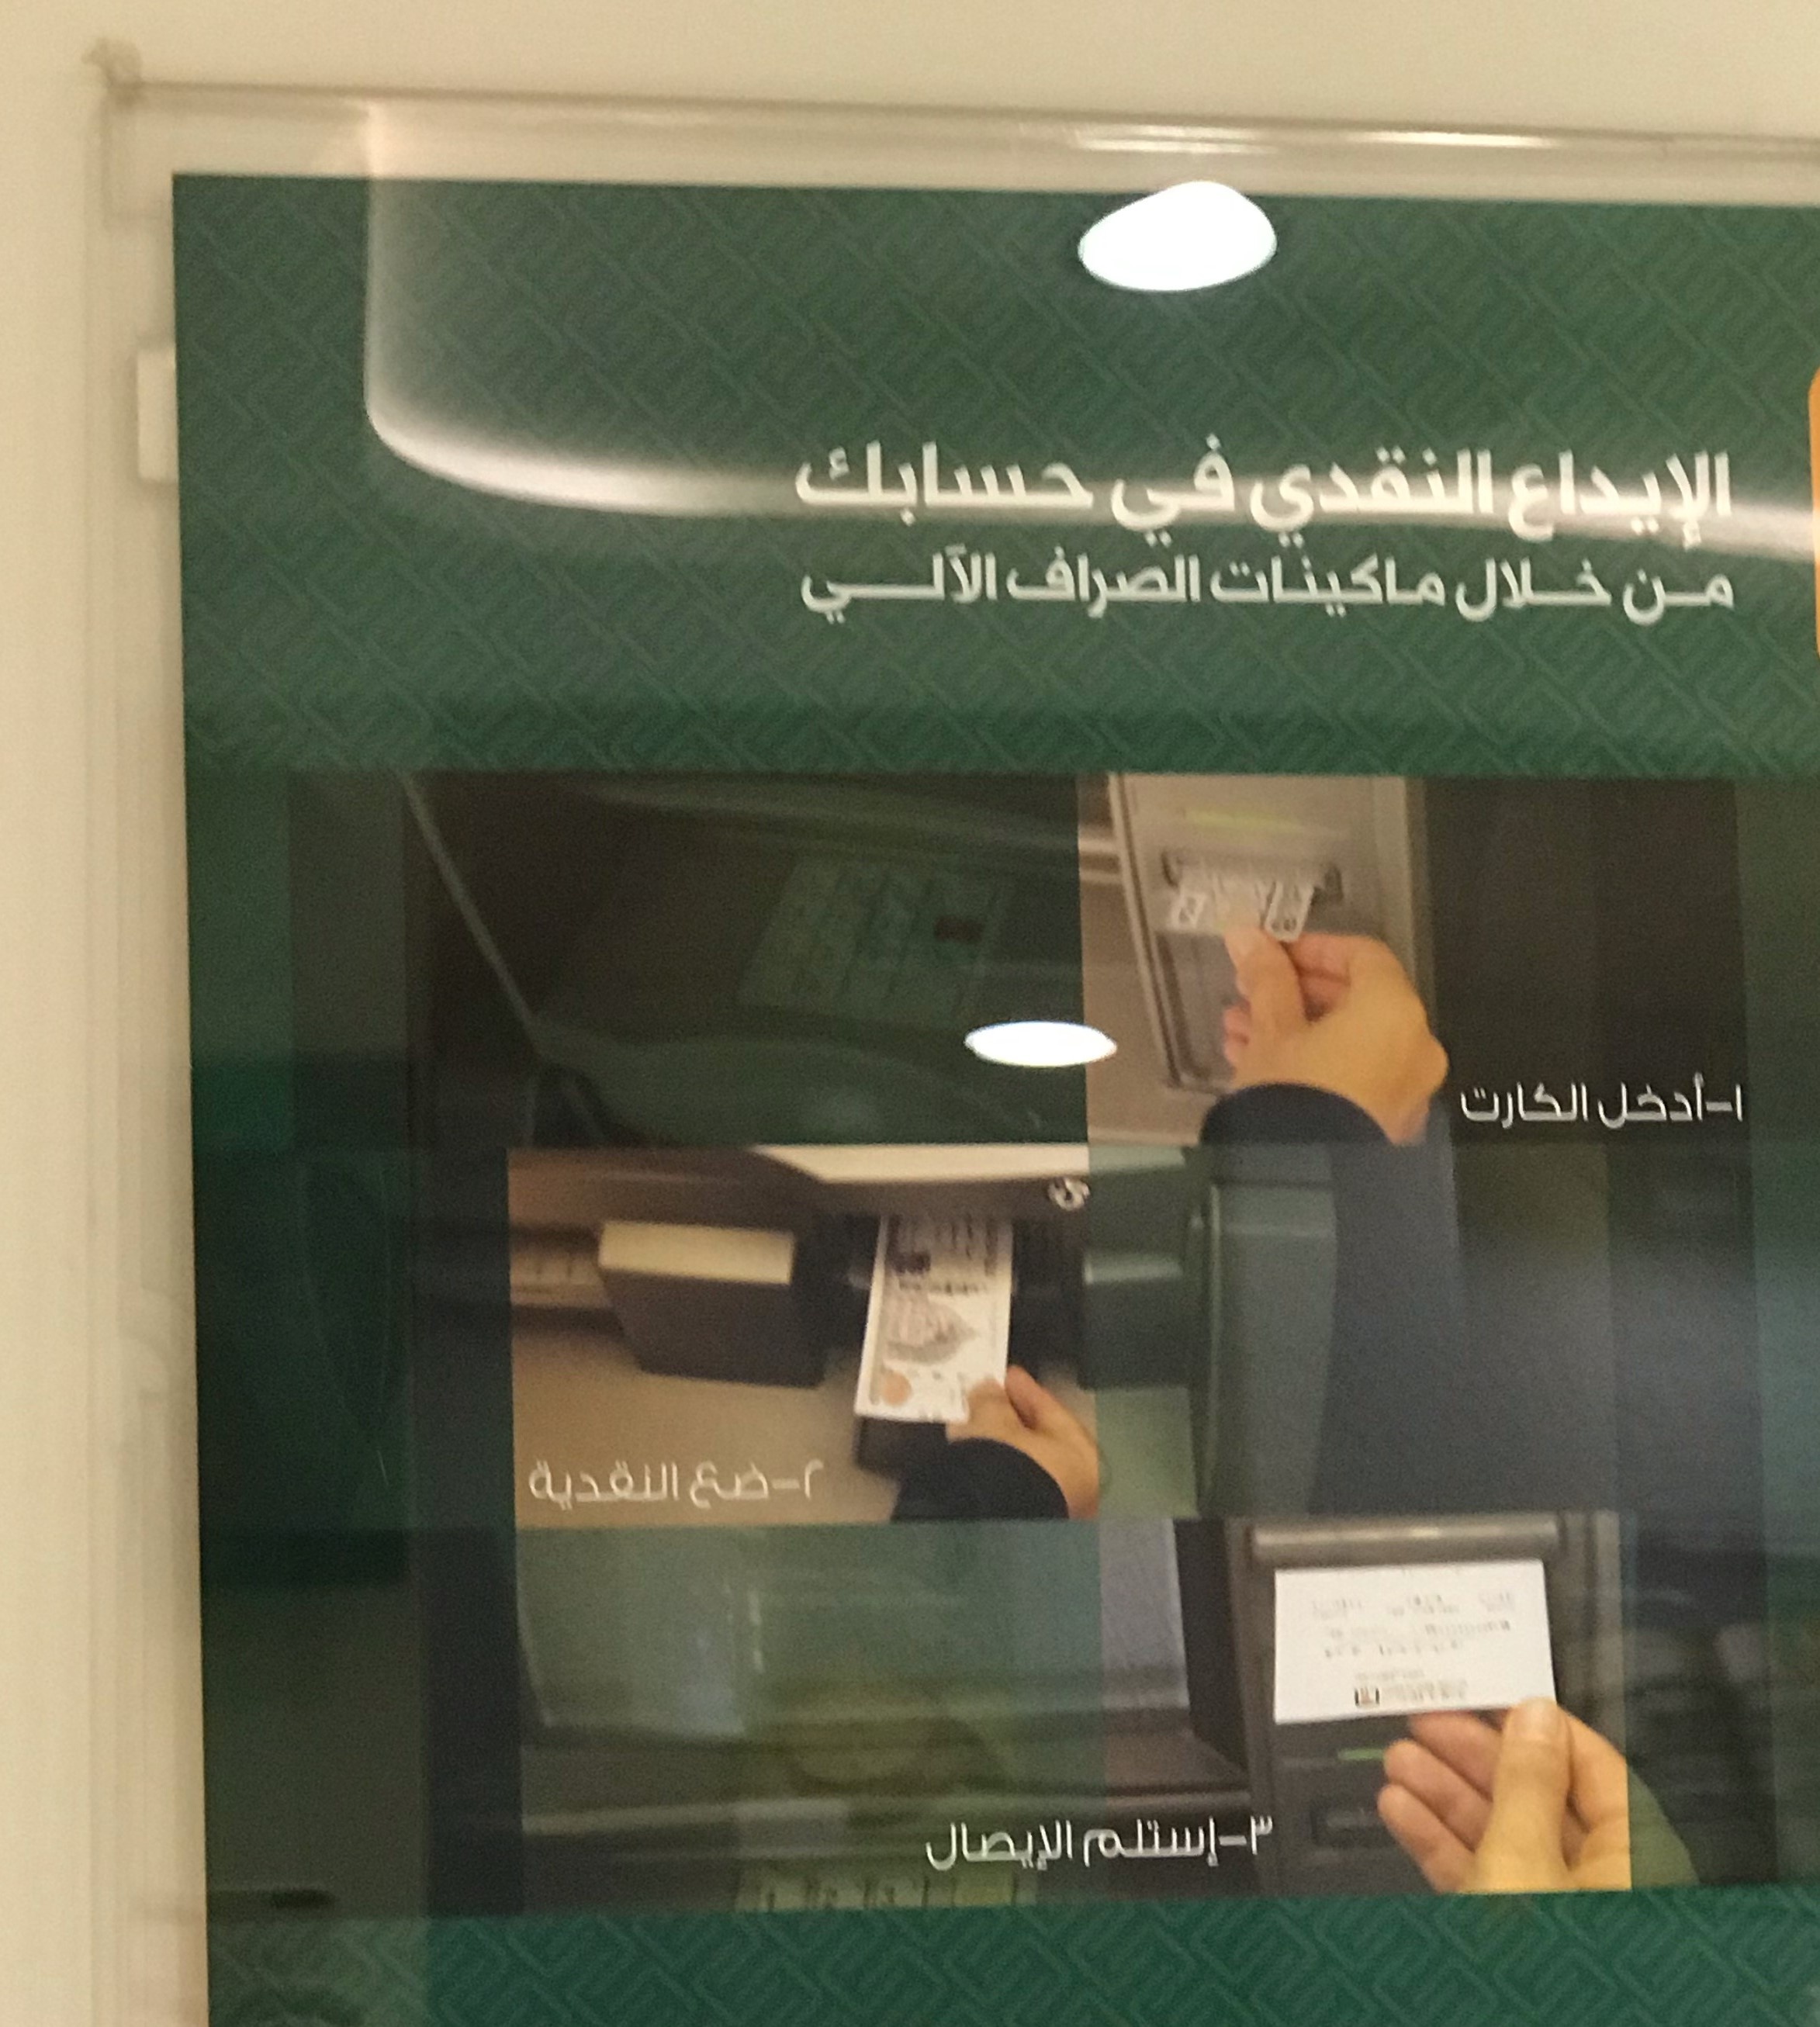 الإيداع النقدي في حسابك
من خلال ماكينات الصراف الآلي
١-أدخل الكارت
٢-ضع النقدية
٣-إستلم الإيصال